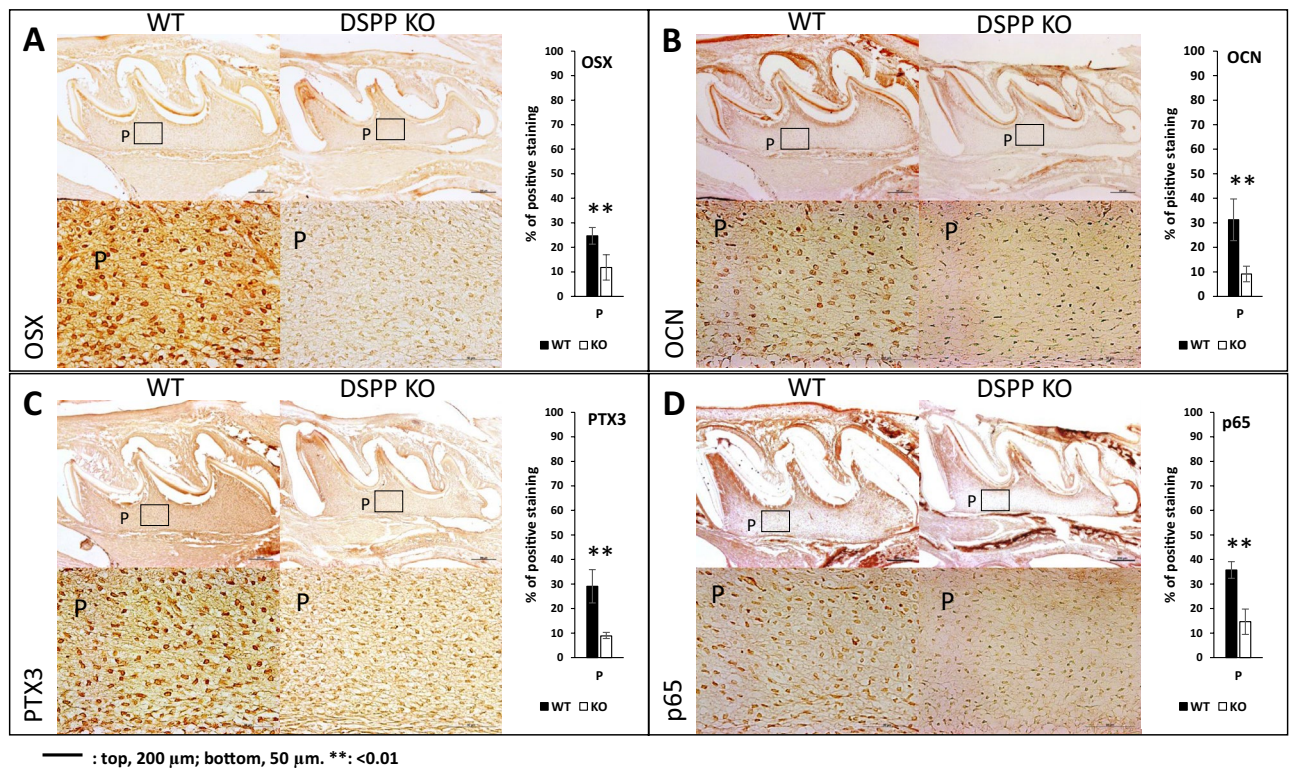 A
WT
DSPP KO
P
P
P
P
OSX
OSX
% of positive staining
100
90
80
70
60
50
40
30
20
10
0
**
P
WT KO
B
WT
DSPP KO
P
P
P
P
OCN
OCN
% of pisitive staining
100
90
80
70
60
50
40
30
20
10
0
**
P
WT KO
C
WT
DSPP KO
P
P
P
P
PTX3
PTX3
% of positive staining
100
90
80
70
60
50
40
30
20
10
0
**
P
WT KO
D
WT
DSPP KO
P
P
P
P
p65
p65
% of positive staining
100
90
80
70
60
50
40
30
20
10
0
**
P
WT KO
: top, 200 μm; bottom, 50 μm. **: <0.01